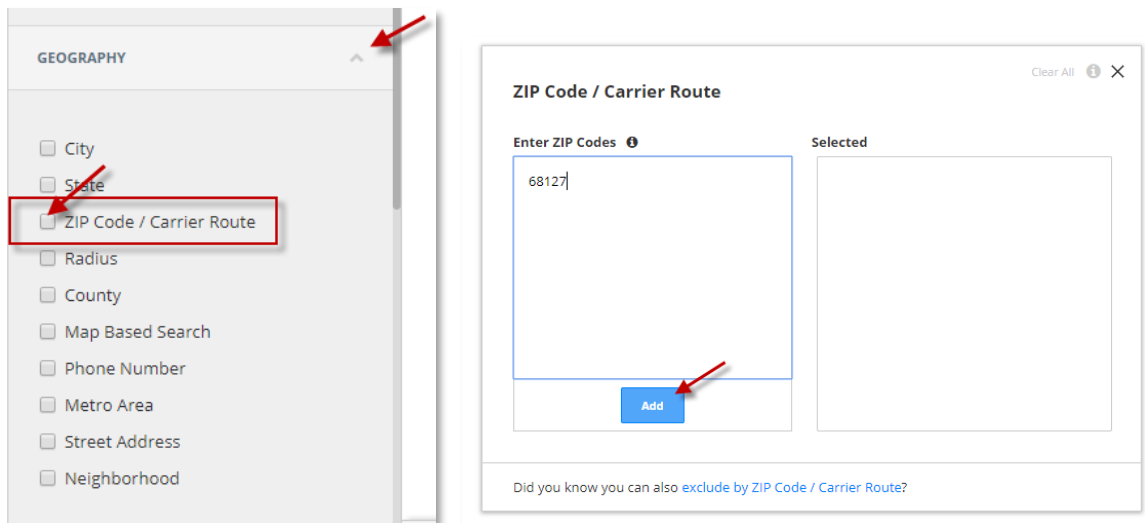 GEOGRAPHY
City
State
ZIP Code / Carrier Route
Radius
County
Map Based Search
Phone Number
Metro Area
Street Address
Neighborhood
Clear All
ZIP Code / Carrier Route
Enter ZIP Codes
Selected
68127
Add
Did you know you can also exclude by ZIP Code / Carrier Route?